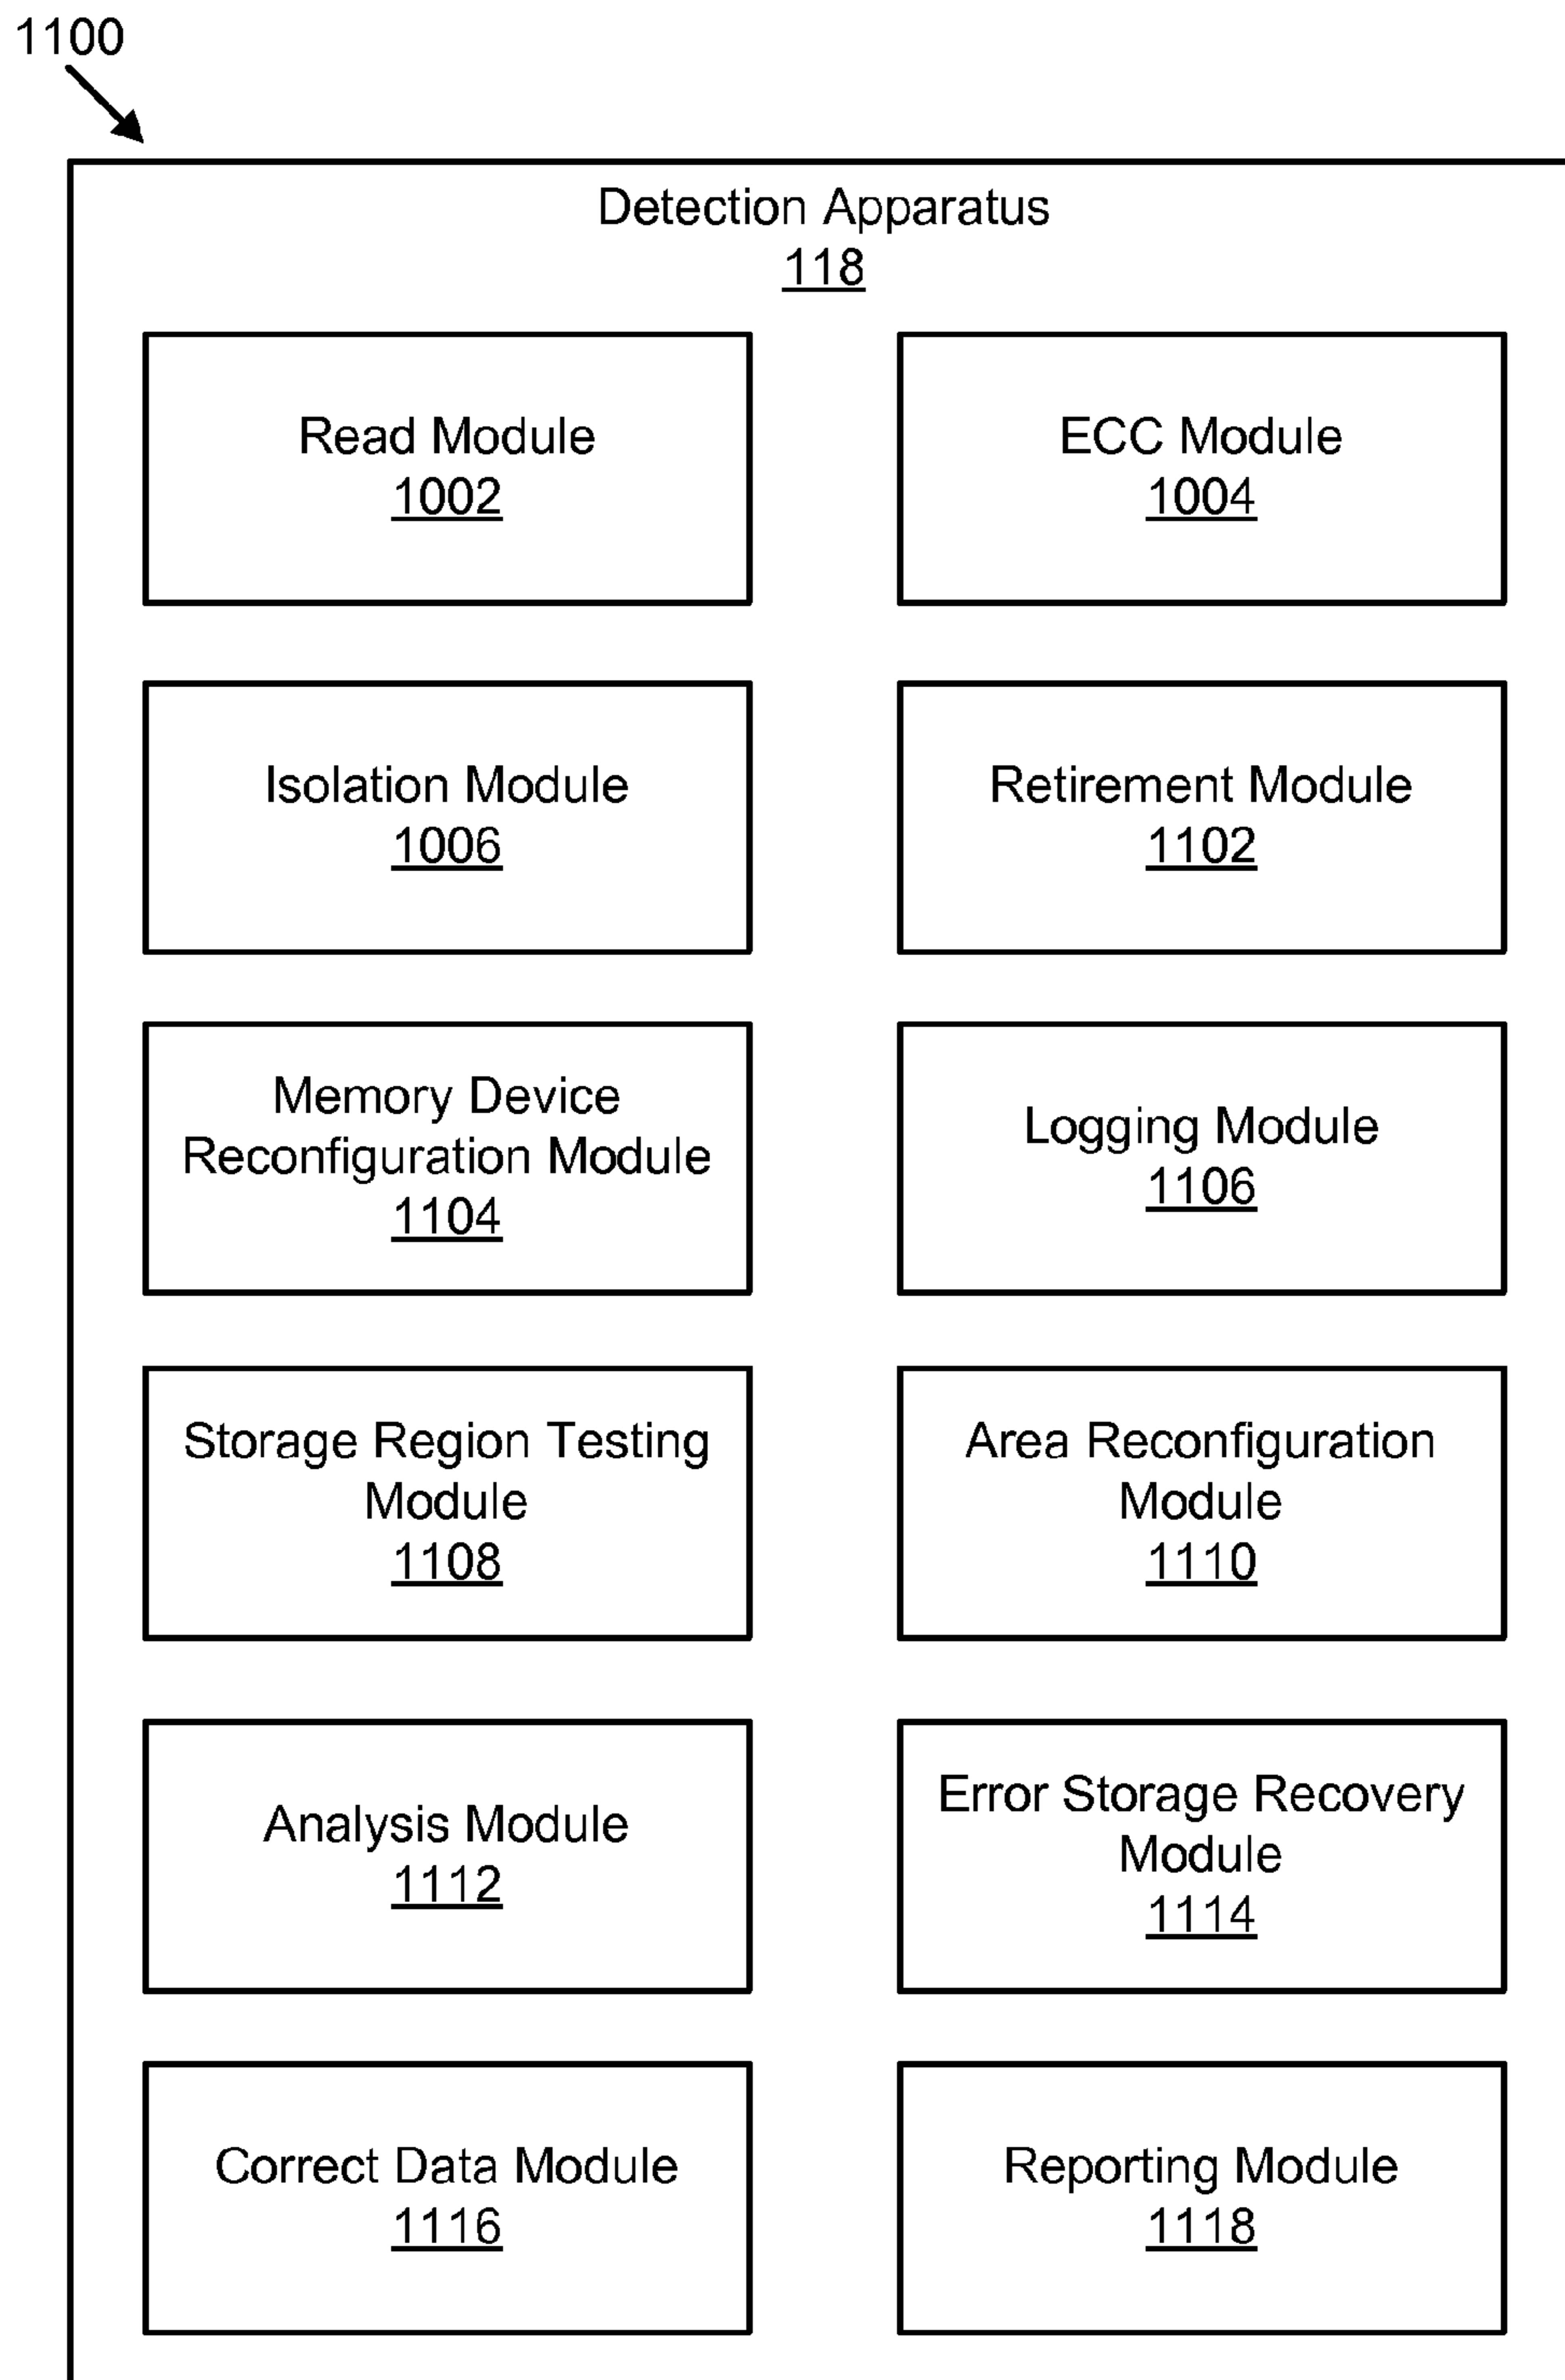 1100
Detection Apparatus
118
Read Module
1002
ECC Module
1004
Isolation Module
1006
Retirement Module
1102
Memory Device
Reconfiguration Module
1104
Logging Module
1106
Storage Region Testing
Module
1108
Area Reconfiguration
Module
1110
Analysis Module
1112
Error Storage Recovery
Module
1114
Correct Data Module
1116
Reporting Module
1118